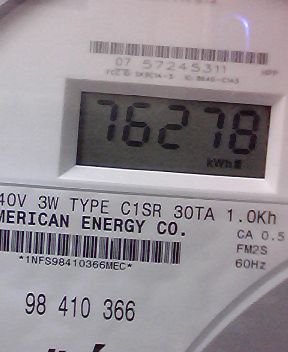 07 57245311
HPP
76278
kWh
40V 3W TYPE C1SR 30TA 1.0Kh
MERICAN ENERGY CO.
CA 0.5
FM2S
60Hz
*1NFS98410366MEC*
98 410 366